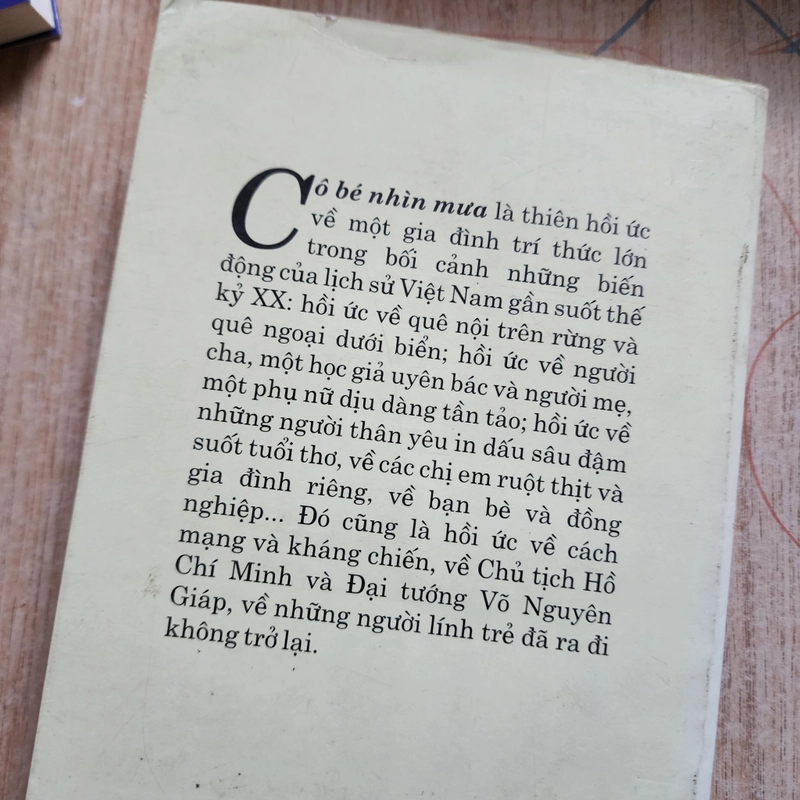 Cô bé nhìn mưa là thiên hồi ức
về một gia đình trí thức lớn
trong bối cảnh những biến
động của lịch sử Việt Nam gần suốt thế
kỷ XX: hồi ức về quê nội trên rừng và
quê ngoại dưới biển; hồi ức về người
cha, một học giả uyên bác và người mẹ,
một phụ nữ dịu dàng tần tảo; hồi ức về
những người thân yêu in dấu sâu đậm
suốt tuổi thơ, về các chị em ruột thịt và
gia đình riêng, về bạn bè và đồng
nghiệp... Đó cũng là hồi ức về cách
mạng và kháng chiến, về Chủ tịch Hồ
Chí Minh và Đại tướng Võ Nguyên
Giáp, về những người lính trẻ đã ra đi
không trở lại.